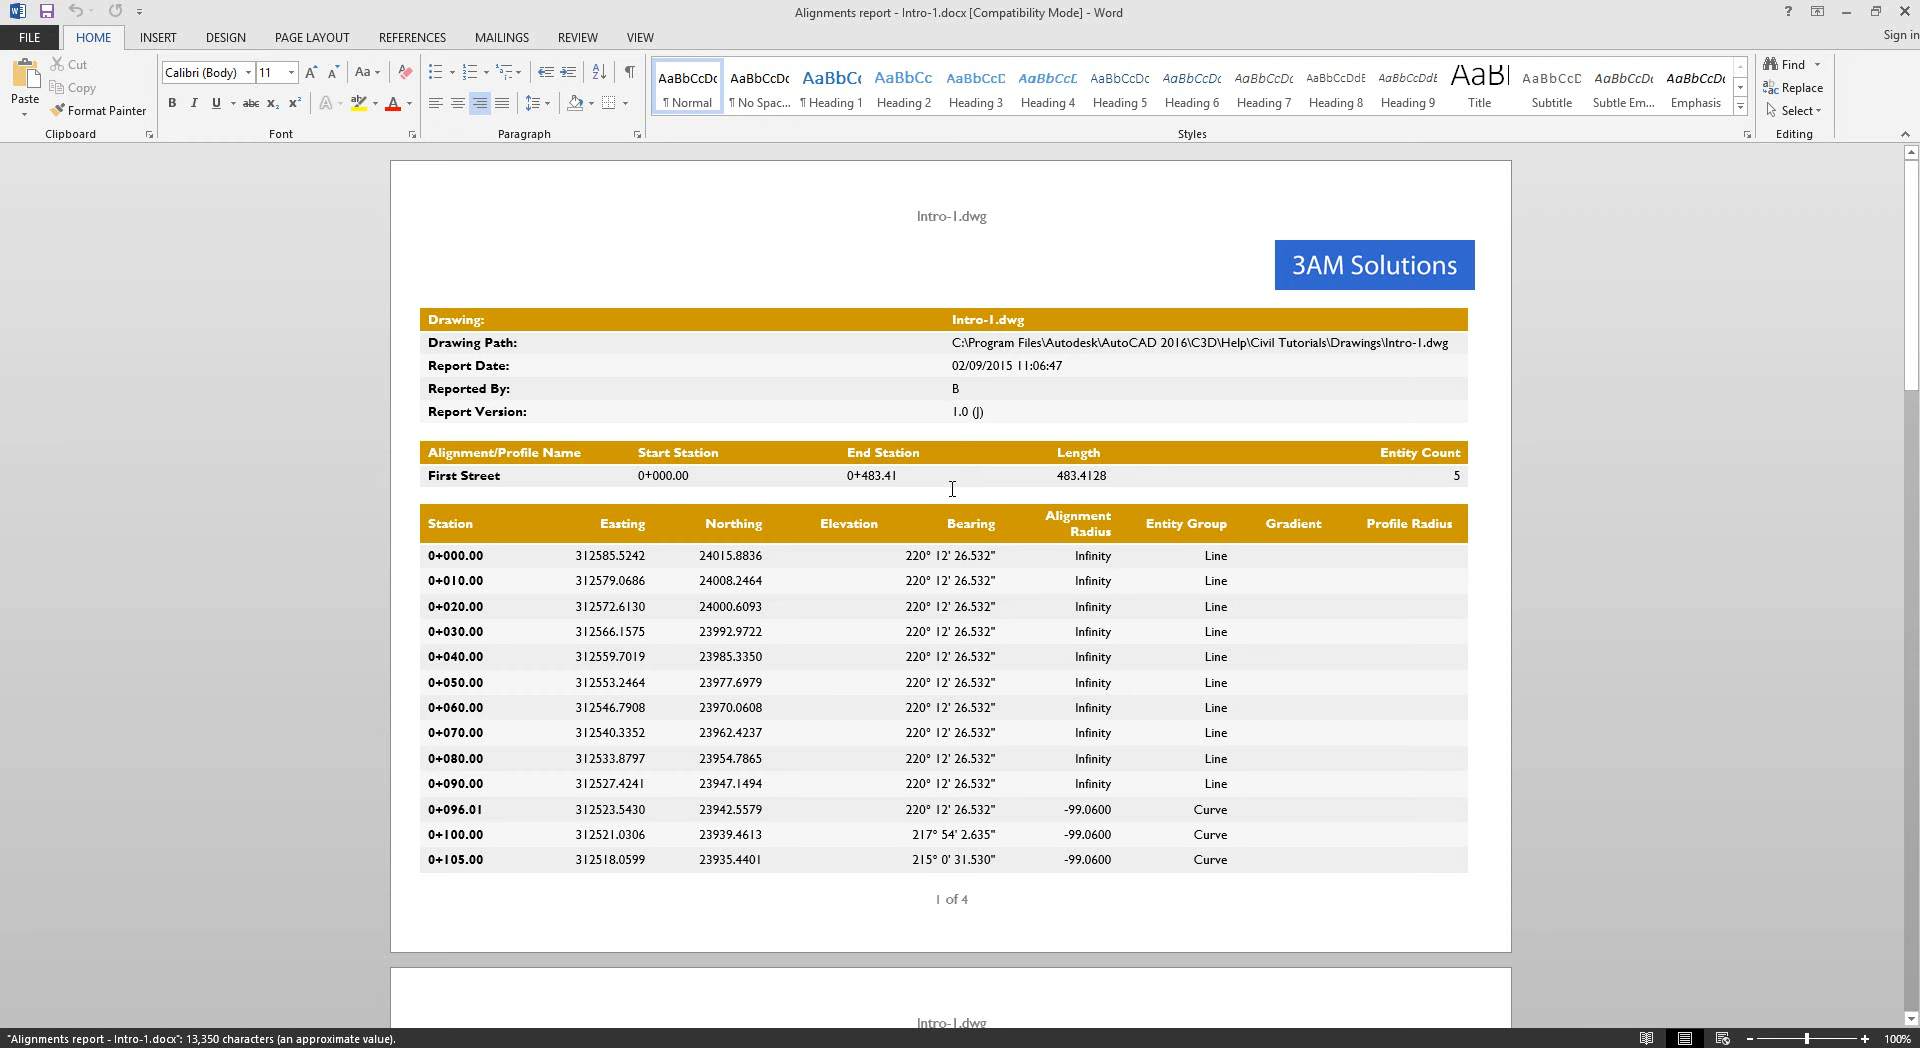 Alignments report - Intro-1.docx [Compatibility Mode] - Word
?
Sign in
FILE HOME INSERT DESIGN PAGE LAYOUT REFERENCES MAILINGS REVIEW VIEW
Paste
Cut
Copy
Format Painter
Clipboard
Calibri (Body) 11
Font
Paragraph
AaBbCcDc AaBbCcDc AaBbCc AaBbCc AaBbCcD AaBbCcL AaBbCcDc AaBbCcDc AaBbCcDc AaBbCcDdE AaBbCcDdE AaBl AaBbCcD AaBbCcDc AaBbCcDc
¶ Normal ¶ No Spac... ¶ Heading 1 Heading 2 Heading 3 Heading 4 Heading 5 Heading 6 Heading 7 Heading 8 Heading 9 Title Subtitle Subtle Em... Emphasis
Styles
Find
Replace
Select
Editing
Intro-1.dwg
3AM Solutions
Drawing: Intro-1.dwg
Drawing Path: C:\Program Files\Autodesk\AutoCAD 2016\C3D\Help\Civil Tutorials\Drawings\Intro-1.dwg
Report Date: 02/09/2015 11:06:47
Reported By: B
Report Version: 1.0 (J)
Alignment/Profile Name Start Station End Station Length Entity Count
First Street 0+000.00 0+483.41 483.4128 5
Station Easting Northing Elevation Bearing Alignment Radius Entity Group Gradient Profile Radius
0+000.00 312585.5242 24015.8836 220° 12' 26.532" Infinity Line
0+010.00 312579.0686 24008.2464 220° 12' 26.532" Infinity Line
0+020.00 312572.6130 24000.6093 220° 12' 26.532" Infinity Line
0+030.00 312566.1575 23992.9722 220° 12' 26.532" Infinity Line
0+040.00 312559.7019 23985.3350 220° 12' 26.532" Infinity Line
0+050.00 312553.2464 23977.6979 220° 12' 26.532" Infinity Line
0+060.00 312546.7908 23970.0608 220° 12' 26.532" Infinity Line
0+070.00 312540.3352 23962.4237 220° 12' 26.532" Infinity Line
0+080.00 312533.8797 23954.7865 220° 12' 26.532" Infinity Line
0+090.00 312527.4241 23947.1494 220° 12' 26.532" Infinity Line
0+096.01 312523.5430 23942.5579 220° 12' 26.532" -99.0600 Curve
0+100.00 312521.0306 23939.4613 217° 54' 2.635" -99.0600 Curve
0+105.00 312518.0599 23935.4401 215° 0' 31.530" -99.0600 Curve
1 of 4
Intro-1.dwg
"Alignments report - Intro-1.docx": 13,350 characters (an approximate value).
100%